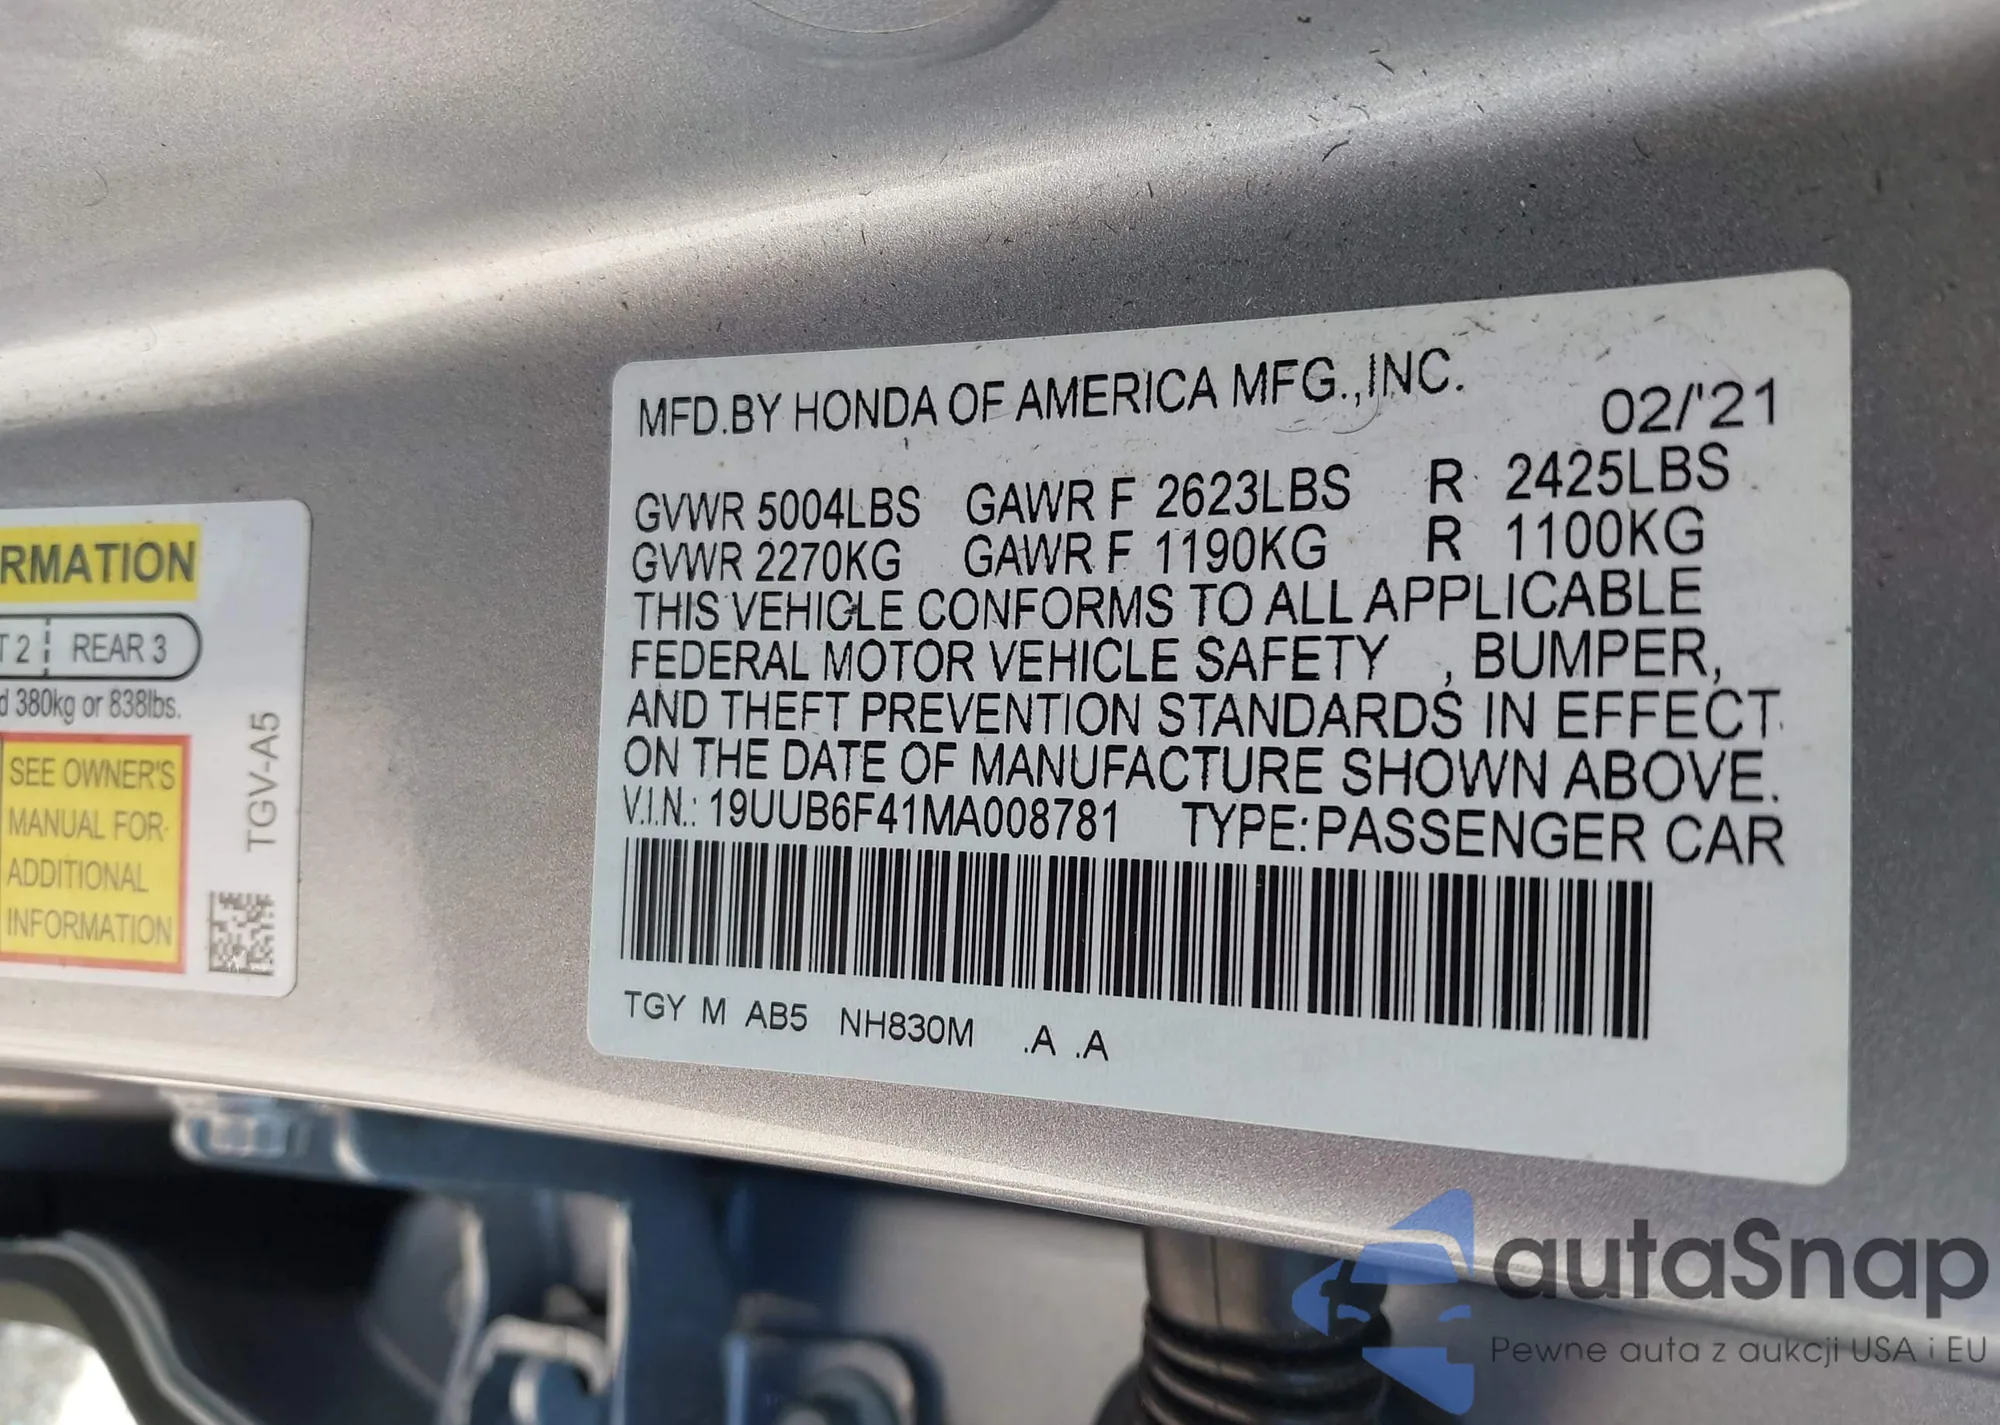 RMATION
T 2 REAR 3
d 380kg or 838lbs.
SEE OWNER'S
MANUAL FOR
ADDITIONAL
INFORMATION
TGV-A5
MFD.BY HONDA OF AMERICA MFG.,INC.
02/'21
GVWR 5004LBS GAWR F 2623LBS R 2425LBS
GVWR 2270KG GAWR F 1190KG R 1100KG
THIS VEHICLE CONFORMS TO ALL APPLICABLE
FEDERAL MOTOR VEHICLE SAFETY , BUMPER,
AND THEFT PREVENTION STANDARDS IN EFFECT
ON THE DATE OF MANUFACTURE SHOWN ABOVE.
V.I.N.: 19UUB6F41MA008781 TYPE:PASSENGER CAR
TGY M AB5 NH830M .A .A
autaSnap
Pewne auta z aukcji USA i EU